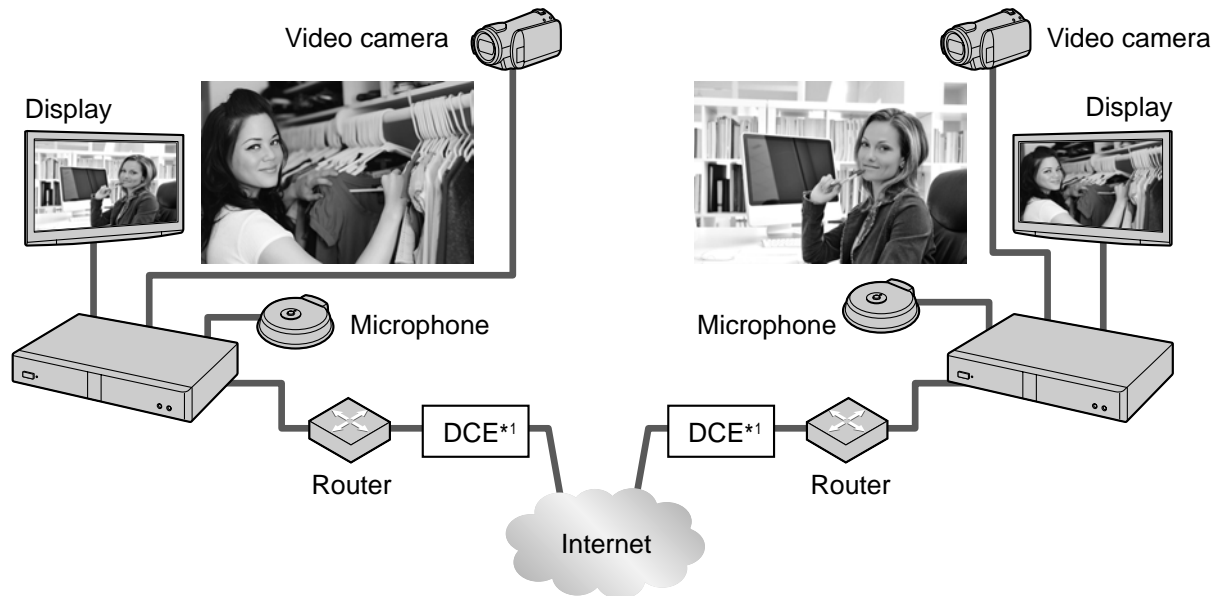 Video camera
Video camera
Display
Display
Microphone
Microphone
DCE*1
DCE*1
Router
Router
Internet